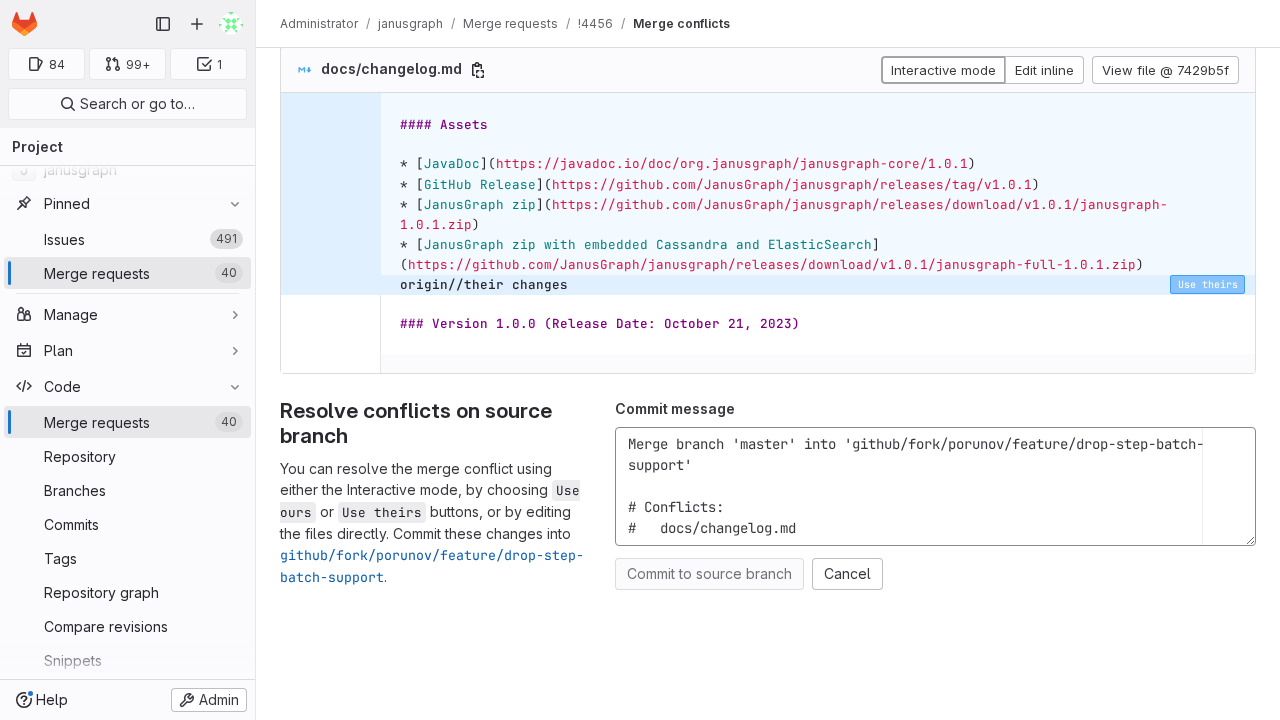 Administrator / janusgraph / Merge requests / !4456 / Merge conflicts
84
99+
1
Search or go to…
Project
janusgraph
Pinned
Issues 491
Merge requests 40
Manage
Plan
Code
Merge requests 40
Repository
Branches
Commits
Tags
Repository graph
Compare revisions
Snippets
Help
Admin
docs/changelog.md
Interactive mode
Edit inline
View file @ 7429b5f
#### Assets
* [JavaDoc](https://javadoc.io/doc/org.janusgraph/janusgraph-core/1.0.1)
* [GitHub Release](https://github.com/JanusGraph/janusgraph/releases/tag/v1.0.1)
* [JanusGraph zip](https://github.com/JanusGraph/janusgraph/releases/download/v1.0.1/janusgraph-
1.0.1.zip)
* [JanusGraph zip with embedded Cassandra and ElasticSearch]
(https://github.com/JanusGraph/janusgraph/releases/download/v1.0.1/janusgraph-full-1.0.1.zip)
origin//their changes
Use theirs
### Version 1.0.0 (Release Date: October 21, 2023)
Resolve conflicts on source
branch
You can resolve the merge conflict using
either the Interactive mode, by choosing Use
ours or Use theirs buttons, or by editing
the files directly. Commit these changes into
github/fork/porunov/feature/drop-step-
batch-support.
Commit message
Merge branch 'master' into 'github/fork/porunov/feature/drop-step-batch-
support'
# Conflicts:
#   docs/changelog.md
Commit to source branch
Cancel